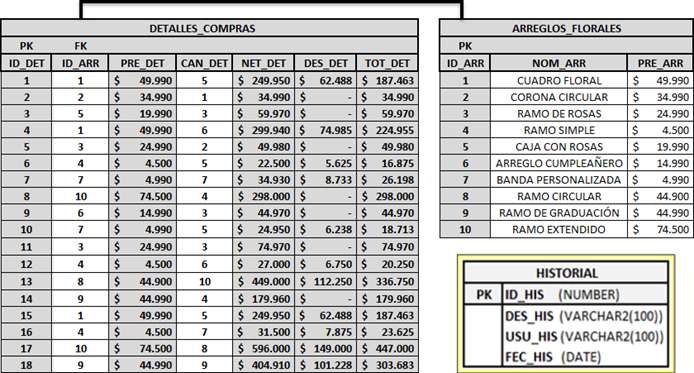 DETALLES_COMPRAS
PK FK
ID_DET ID_ARR PRE_DET CAN_DET NET_DET DES_DET TOT_DET
1 1 $ 49.990 5 $ 249.950 $ 62.488 $ 187.463
2 2 $ 34.990 1 $ 34.990 $ - $ 34.990
3 5 $ 19.990 3 $ 59.970 $ - $ 59.970
4 1 $ 49.990 6 $ 299.940 $ 74.985 $ 224.955
5 3 $ 24.990 2 $ 49.980 $ - $ 49.980
6 4 $ 4.500 5 $ 22.500 $ 5.625 $ 16.875
7 7 $ 4.990 7 $ 34.930 $ 8.733 $ 26.198
8 10 $ 74.500 4 $ 298.000 $ - $ 298.000
9 6 $ 14.990 3 $ 44.970 $ - $ 44.970
10 7 $ 4.990 5 $ 24.950 $ 6.238 $ 18.713
11 3 $ 24.990 3 $ 74.970 $ - $ 74.970
12 4 $ 4.500 6 $ 27.000 $ 6.750 $ 20.250
13 8 $ 44.900 10 $ 449.000 $ 112.250 $ 336.750
14 9 $ 44.990 4 $ 179.960 $ - $ 179.960
15 1 $ 49.990 5 $ 249.950 $ 62.488 $ 187.463
16 4 $ 4.500 7 $ 31.500 $ 7.875 $ 23.625
17 10 $ 74.500 8 $ 596.000 $ 149.000 $ 447.000
18 9 $ 44.990 9 $ 404.910 $ 101.228 $ 303.683
ARREGLOS_FLORALES
PK
ID_ARR NOM_ARR PRE_ARR
1 CUADRO FLORAL $ 49.990
2 CORONA CIRCULAR $ 34.990
3 RAMO DE ROSAS $ 24.990
4 RAMO SIMPLE $ 4.500
5 CAJA CON ROSAS $ 19.990
6 ARREGLO CUMPLEAÑERO $ 14.990
7 BANDA PERSONALIZADA $ 4.990
8 RAMO CIRCULAR $ 44.900
9 RAMO DE GRADUACIÓN $ 44.990
10 RAMO EXTENDIDO $ 74.500
HISTORIAL
PK ID_HIS (NUMBER)
DES_HIS (VARCHAR2(100))
USU_HIS (VARCHAR2(100))
FEC_HIS (DATE)